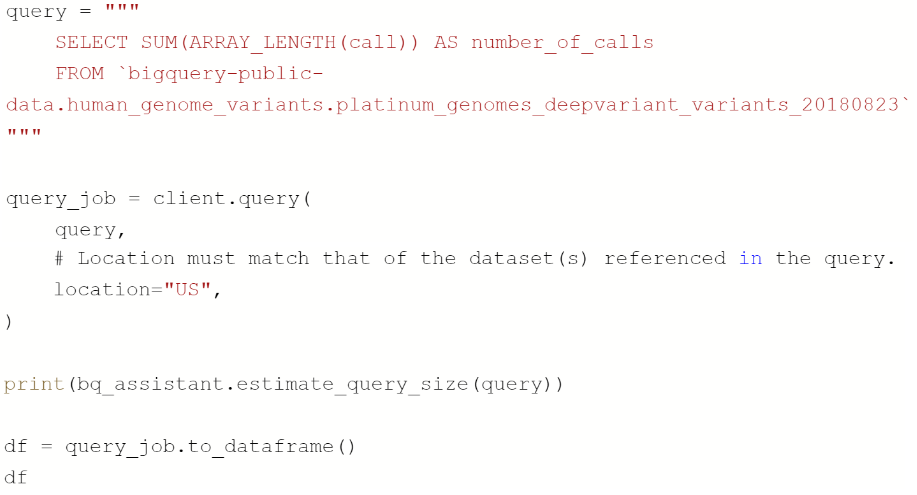 query = """
    SELECT SUM(ARRAY_LENGTH(call)) AS number_of_calls
    FROM `bigquery-public-
data.human_genome_variants.platinum_genomes_deepvariant_variants_20180823`
"""

query_job = client.query(
    query,
    # Location must match that of the dataset(s) referenced in the query.
    location="US",
)

print(bq_assistant.estimate_query_size(query))

df = query_job.to_dataframe()
df